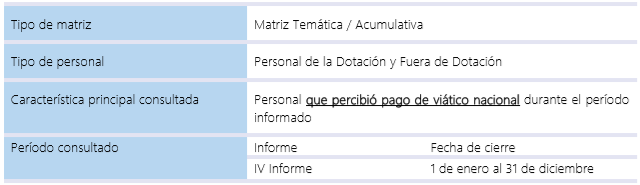 Tipo de matriz Matriz Temática / Acumulativa
Tipo de personal Personal de la Dotación y Fuera de Dotación
Característica principal consultada Personal que percibió pago de viático nacional durante el período
informado
Período consultado Informe Fecha de cierre
IV Informe 1 de enero al 31 de diciembre